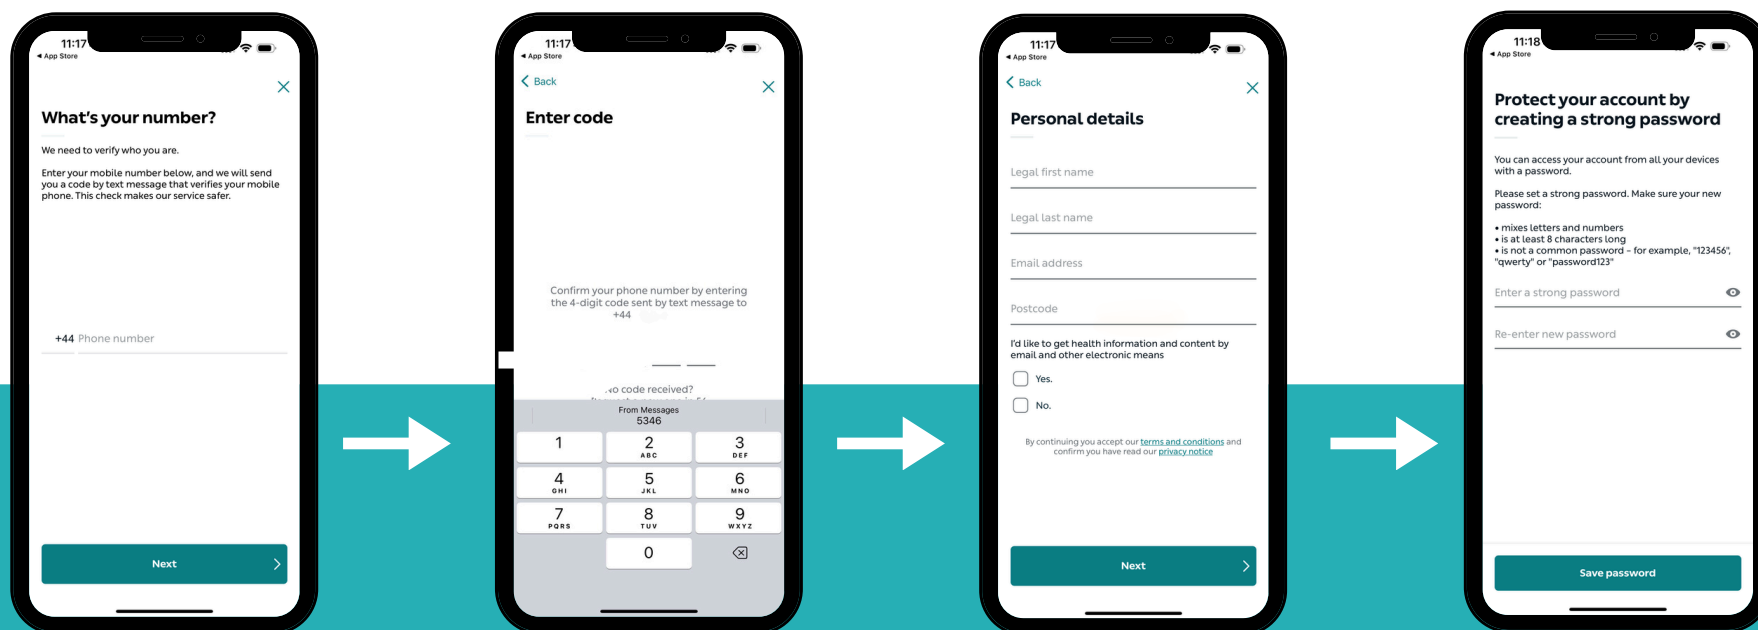 11:17
◂ App Store
What's your number?
We need to verify who you are.
Enter your mobile number below, and we will send
you a code by text message that verifies your mobile
phone. This check makes our service safer.
+44 Phone number
Next
11:17
◂ App Store
Back
Enter code
Confirm your phone number by entering
the 4-digit code sent by text message to
+44
No code received?
From Messages
5346
1
2
ABC
3
DEF
4
GHI
5
JKL
6
MNO
7
PQRS
8
TUV
9
WXYZ
0
11:17
◂ App Store
Back
Personal details
Legal first name
Legal last name
Email address
Postcode
I'd like to get health information and content by
email and other electronic means
Yes.
No.
By continuing you accept our terms and conditions and
confirm you have read our privacy notice
Next
11:18
◂ App Store
Protect your account by
creating a strong password
You can access your account from all your devices
with a password.
Please set a strong password. Make sure your new
password:
• mixes letters and numbers
• is at least 8 characters long
• is not a common password – for example, "123456",
"qwerty" or "password123"
Enter a strong password
Re-enter new password
Save password